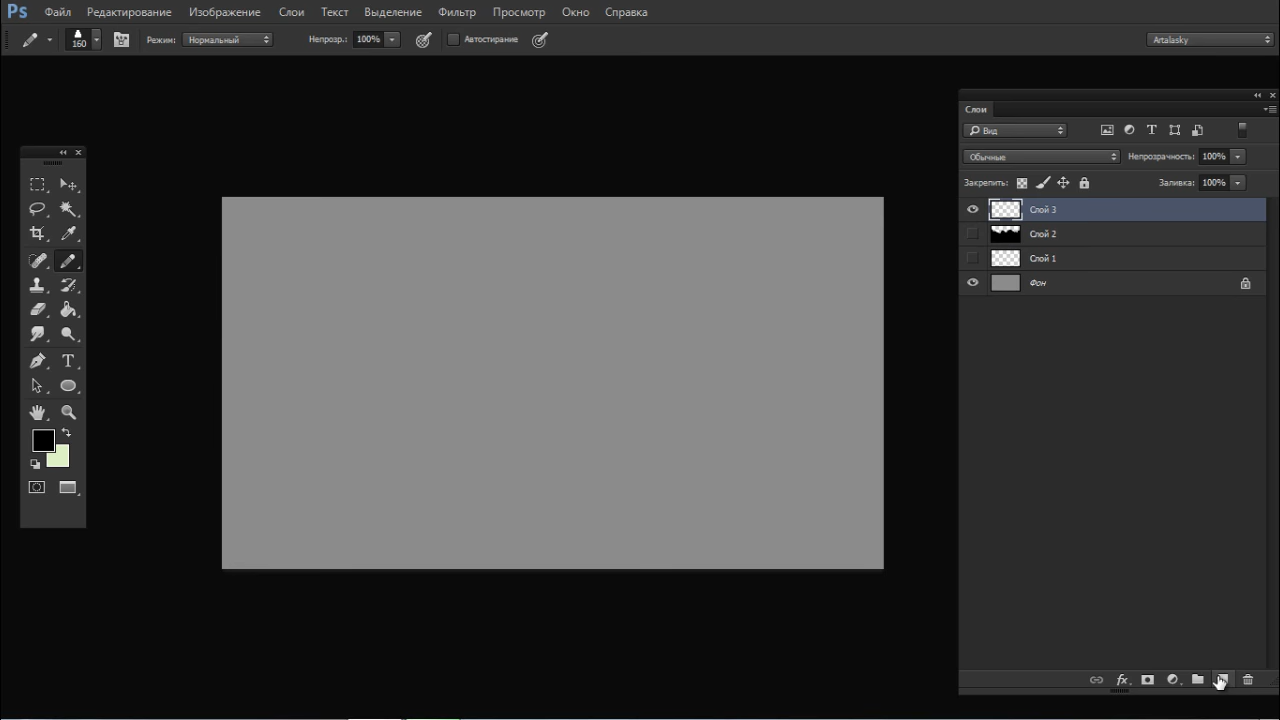 Ps Файл Редактирование Изображение Слои Текст Выделение Фильтр Просмотр Окно Справка
160 Режим: Нормальный Непрозр.: 100% Автостирание Artalasky
Слои
Вид
Обычные Непрозрачность: 100%
Закрепить: Заливка: 100%
Слой 3
Слой 2
Слой 1
Фон
fx